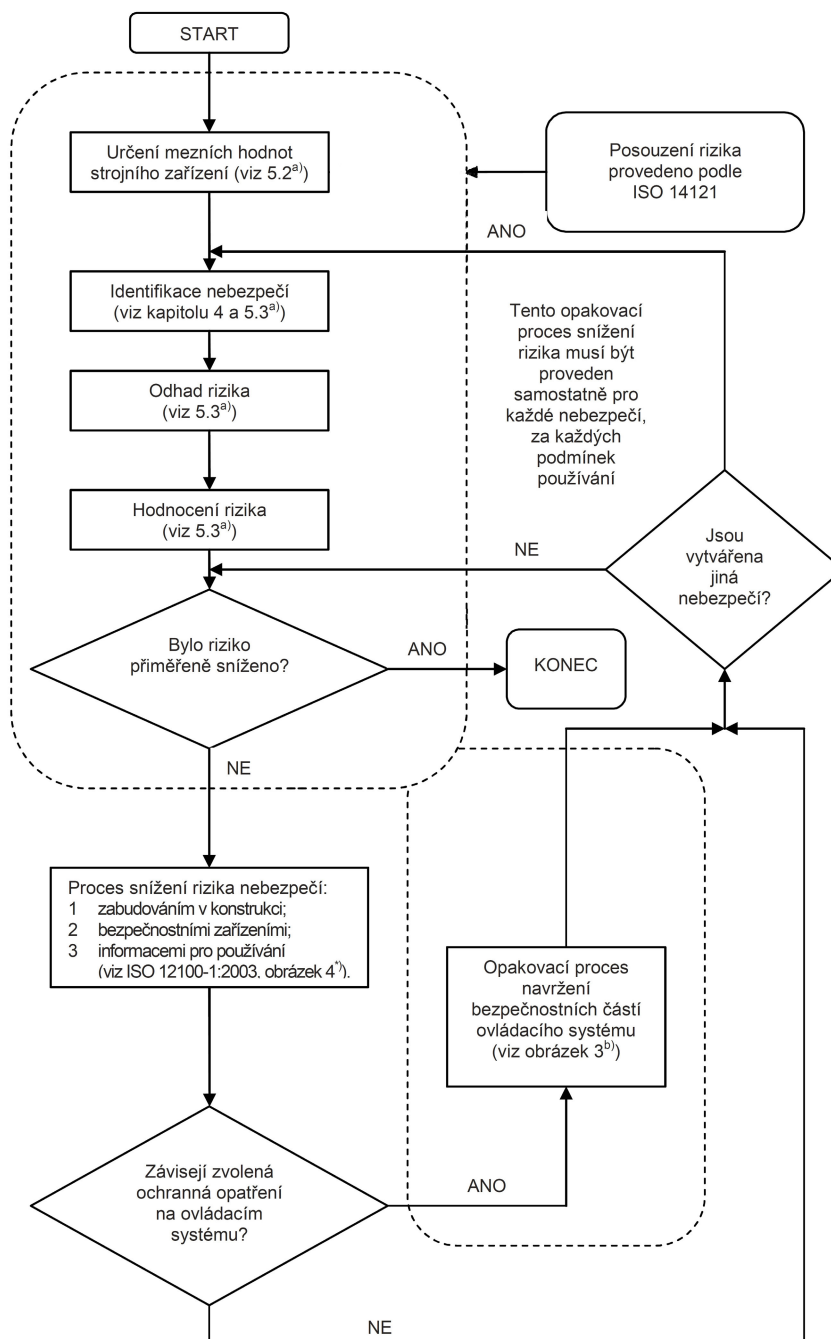 START
Určení mezních hodnot
strojního zařízení (viz 5.2a))
Posouzení rizika
provedeno podle
ISO 14121
ANO
Identifikace nebezpečí
(viz kapitolu 4 a 5.3a))
Tento opakovací
proces snížení
rizika musí být
proveden
samostatně pro
každé nebezpečí,
za každých
podmínek
používání
Odhad rizika
(viz 5.3a))
Hodnocení rizika
(viz 5.3a))
NE
Jsou
vytvářena
jiná
nebezpečí?
Bylo riziko
přiměřeně sníženo?
ANO
KONEC
NE
Proces snížení rizika nebezpečí:
1 zabudováním v konstrukci;
2 bezpečnostními zařízeními;
3 informacemi pro používání
(viz ISO 12100-1:2003, obrázek 4*)).
Opakovací proces
navržení
bezpečnostních částí
ovládacího systému
(viz obrázek 3b))
Závisejí zvolená
ochranná opatření
na ovládacím
systému?
ANO
NE